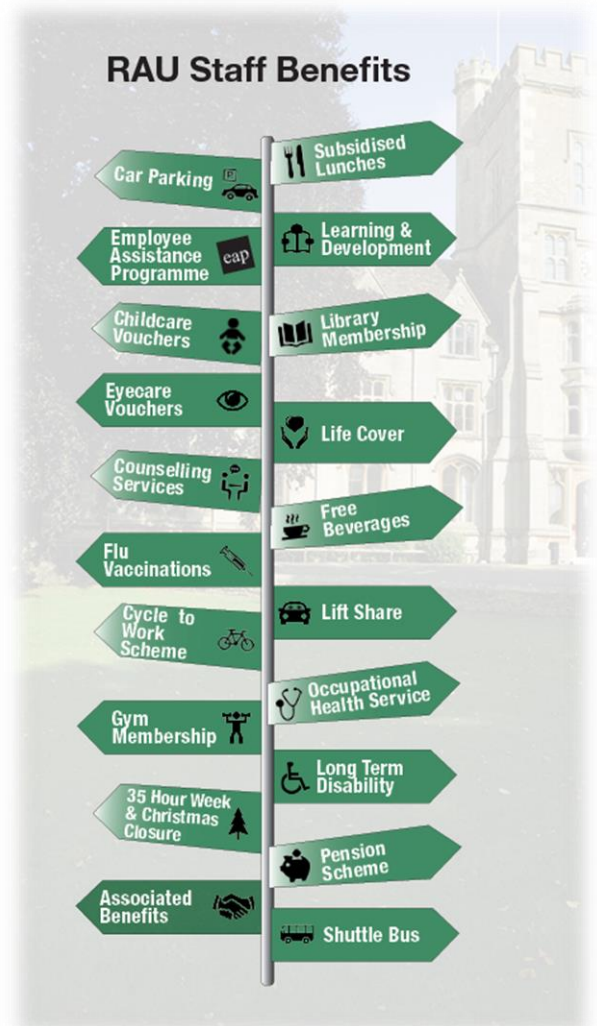 RAU Staff Benefits
Subsidised
Lunches
Car Parking
P
Learning &
Development
Employee
Assistance
Programme
eap
Library
Membership
Childcare
Vouchers
Eyecare
Vouchers
Life Cover
Counselling
Services
Free
Beverages
Flu
Vaccinations
Lift Share
Cycle to
Work
Scheme
Occupational
Health Service
Gym
Membership
Long Term
Disability
35 Hour Week
& Christmas
Closure
Pension
Scheme
Associated
Benefits
Shuttle Bus